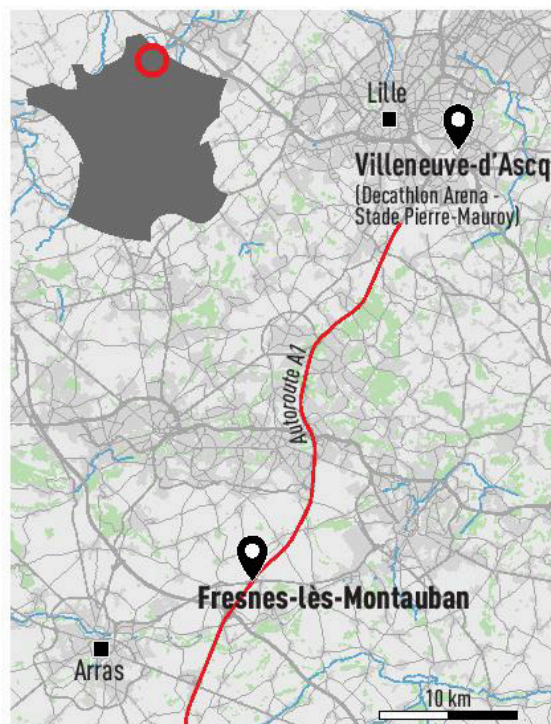 Lille
Villeneuve-d'Ascq
(Decathlon Arena -
Stade Pierre-Mauroy)
Autoroute A1
Fresnes-lès-Montauban
Arras
10 km